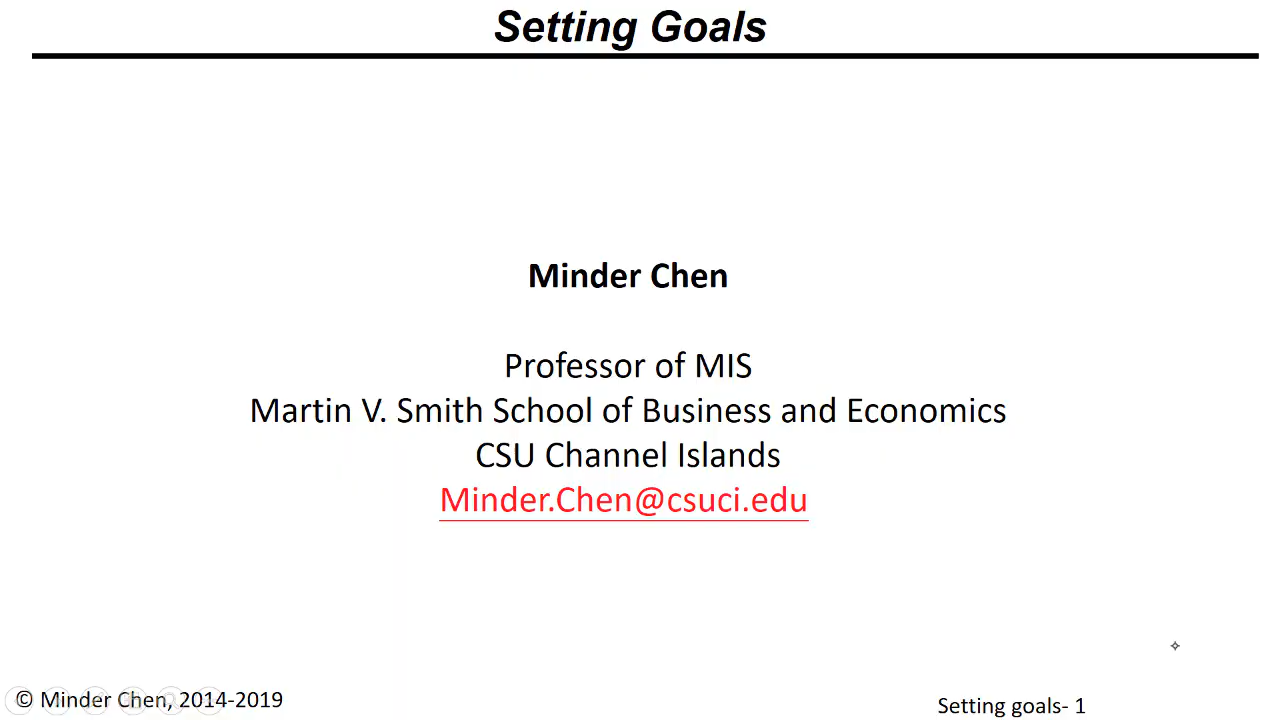 Setting Goals
Minder Chen
Professor of MIS
Martin V. Smith School of Business and Economics
CSU Channel Islands
Minder.Chen@csuci.edu
© Minder Chen, 2014-2019
Setting goals- 1